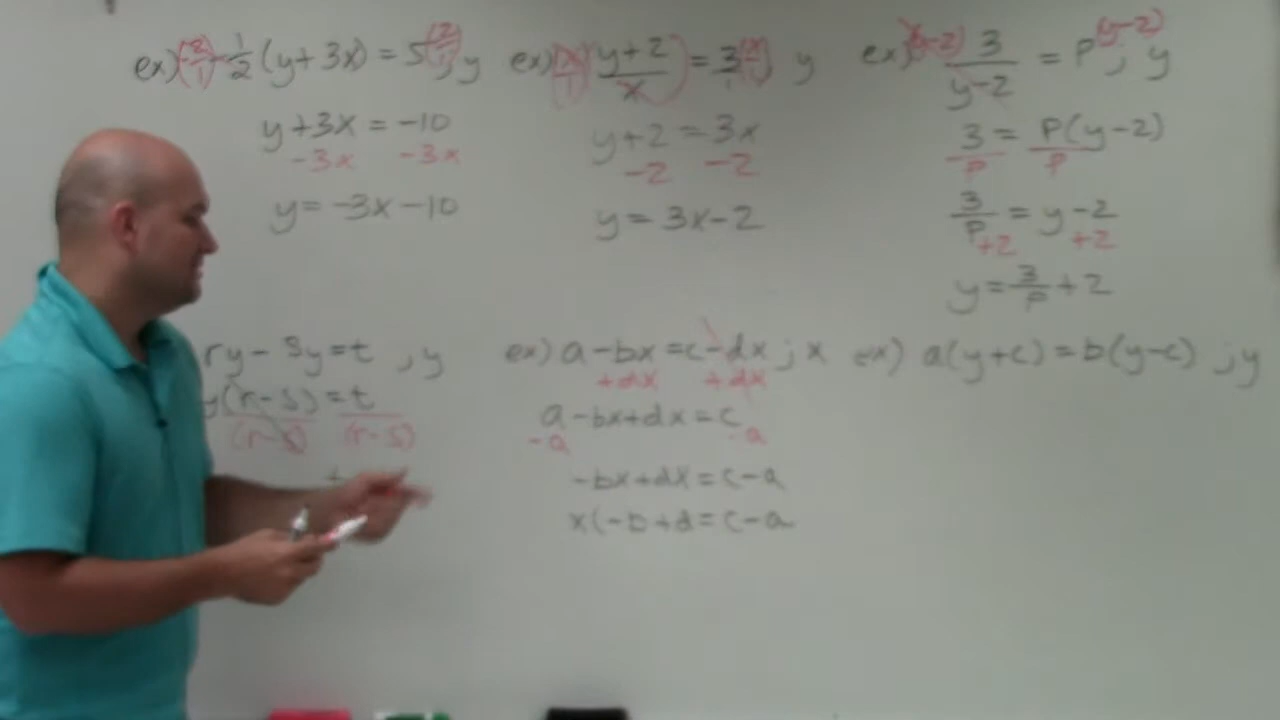 ex) (-2/1) -1/2 (y+3x) = 5 (-2/1) ; y
y+3x = -10
-3x -3x
y = -3x-10
ex) (x/1) (y+2/x) = 3/1 (x/1) y
y+2 = 3x
-2 -2
y = 3x-2
ex) (y-2) 3/y-2 = P (y-2) ; y
3 = P(y-2)
P P
3/P = y-2
+2 +2
y = 3/P + 2
ry - sy = t , y
y(r-s) = t
(r-s) (r-s)
t
ex) a-bx = c-dx ; x
+dx +dx
a-bx+dx = c
-a -a
-bx+dx = c-a
x(-b+d = c-a
ex) a(y+c) = b(y-c) ; y